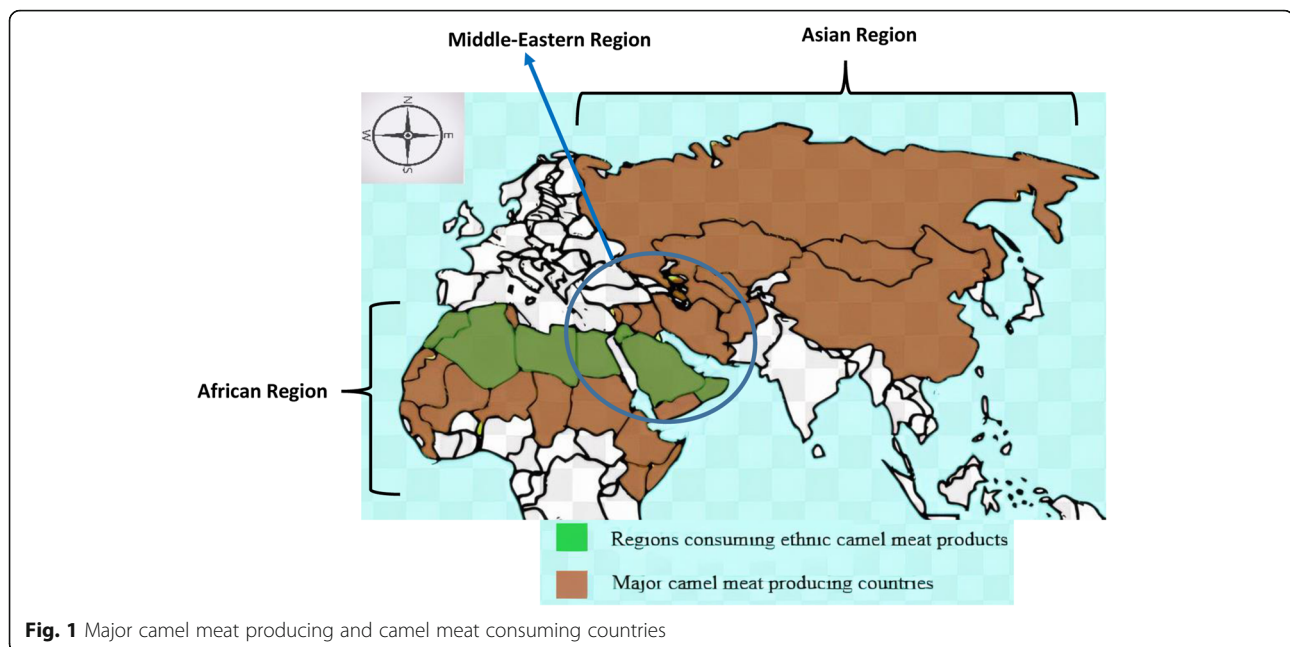 Middle-Eastern Region
Asian Region
N
W
E
S
African Region
Regions consuming ethnic camel meat products
Major camel meat producing countries
Fig. 1 Major camel meat producing and camel meat consuming countries